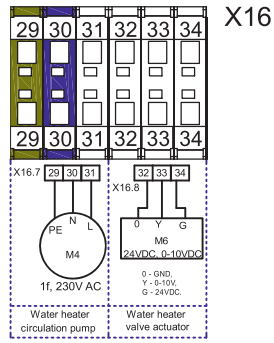 X16
29 30 31 32 33 34
29 30 31 32 33 34
X16.7 29 30 31
32 33 34
X16.8
PE N L
0 Y G
M4
M6
24VDC, 0-10VDC
1f, 230V AC
0 - GND,
Y - 0-10V,
G - 24VDC.
Water heater
circulation pump
Water heater
valve actuator